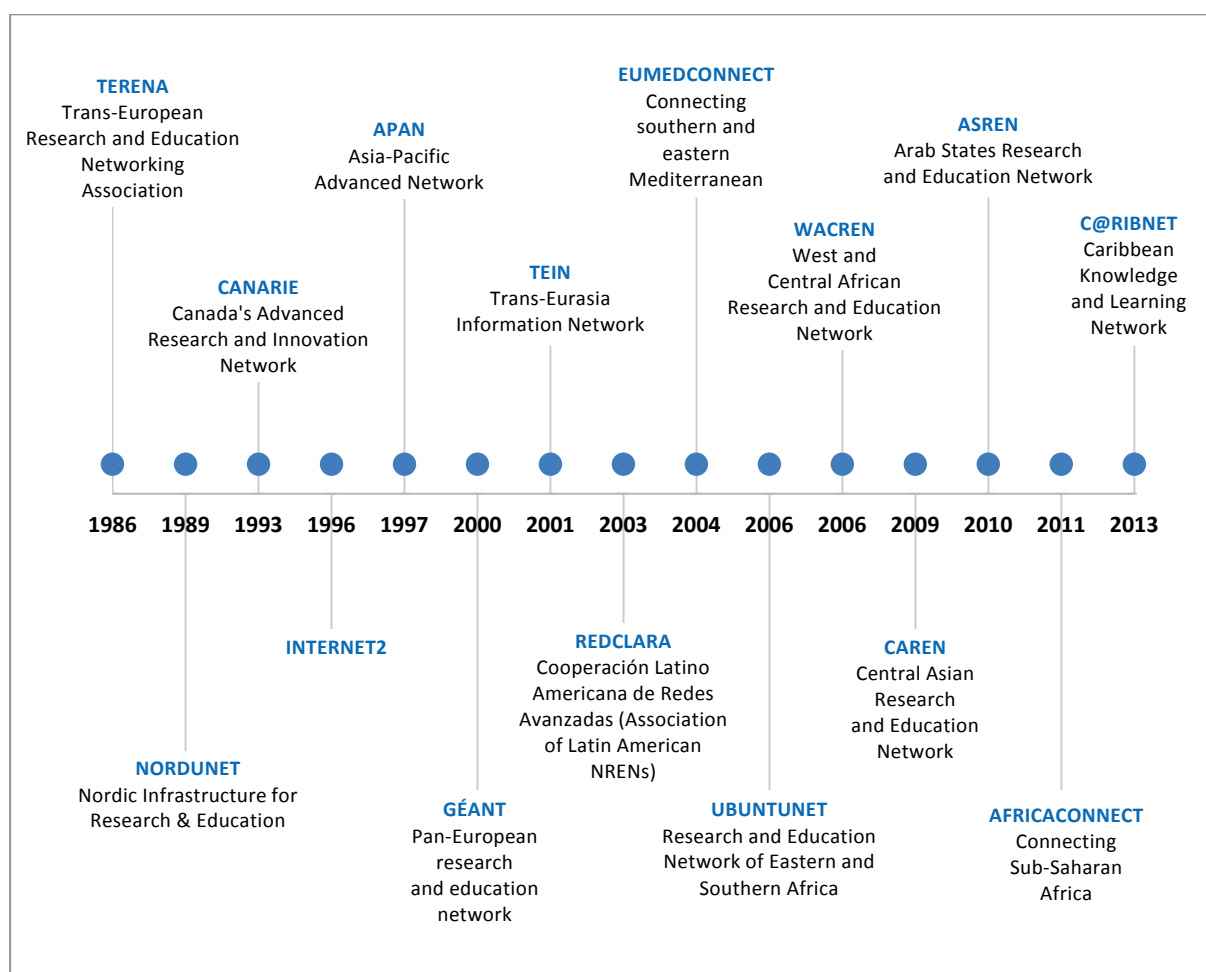 TERENA
Trans-European
Research and Education
Networking
Association
CANARIE
Canada's Advanced
Research and Innovation
Network
APAN
Asia-Pacific
Advanced Network
TEIN
Trans-Eurasia
Information Network
EUMEDCONNECT
Connecting
southern and
eastern
Mediterranean
WACREN
West and
Central African
Research and Education
Network
ASREN
Arab States Research
and Education Network
C@RIBNET
Caribbean
Knowledge
and Learning
Network
1986 1989 1993 1996 1997 2000 2001 2003 2004 2006 2006 2009 2010 2011 2013
NORDUNET
Nordic Infrastructure for
Research & Education
INTERNET2
GÉANT
Pan-European
research
and education
network
REDCLARA
Cooperación Latino
Americana de Redes
Avanzadas (Association
of Latin American
NRENs)
UBUNTUNET
Research and Education
Network of Eastern and
Southern Africa
CAREN
Central Asian
Research
and Education
Network
AFRICACONNECT
Connecting
Sub-Saharan
Africa